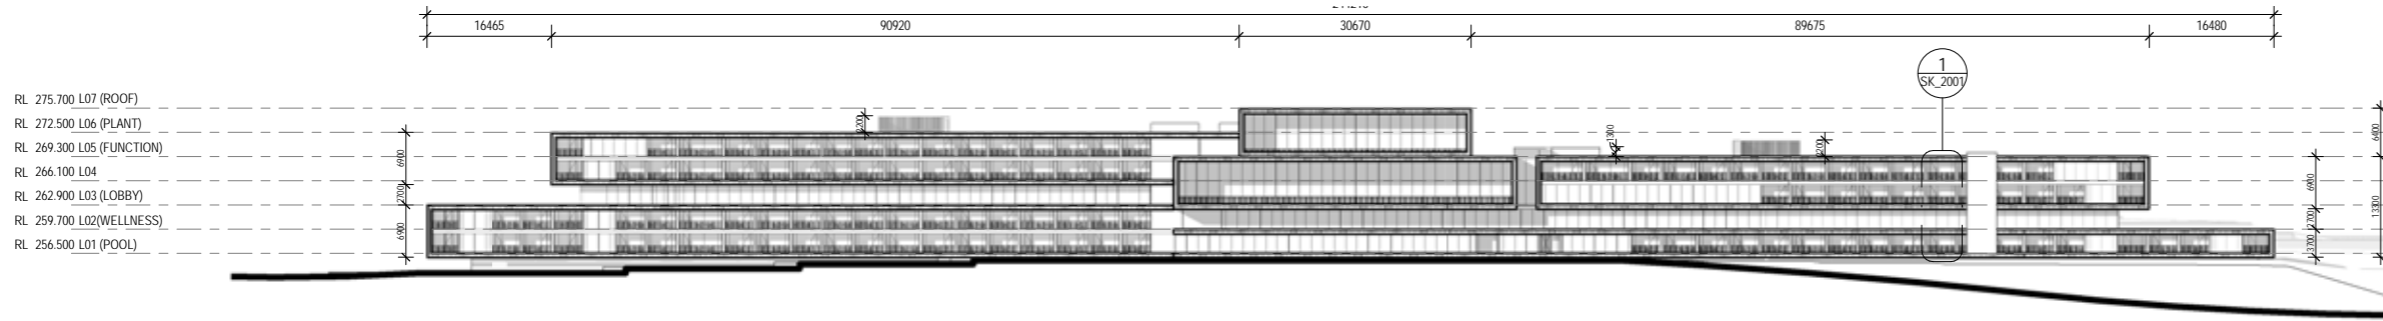 16465 90920 30670 89675 16480
1
SK_2001
RL 275.700 L07 (ROOF)
RL 272.500 L06 (PLANT)
RL 269.300 L05 (FUNCTION)
RL 266.100 L04
RL 262.900 L03 (LOBBY)
RL 259.700 L02(WELLNESS)
RL 256.500 L01 (POOL)
6900
2700
6900
1300
6900
2700
3700
6400
13300